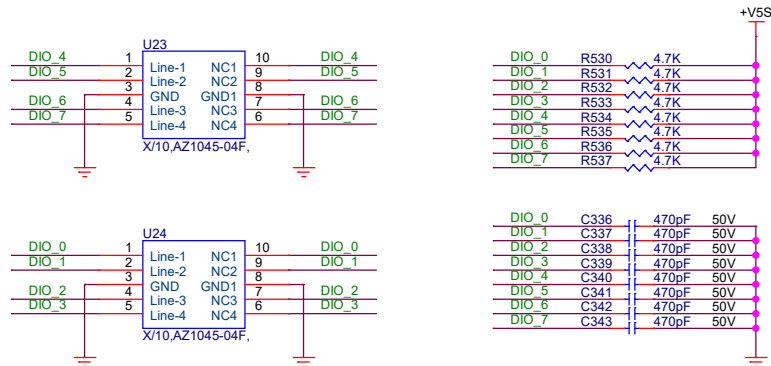 +V5S
U23
DIO_4 1 Line-1 NC1 10 DIO_4
DIO_5 2 Line-2 NC2 9 DIO_5
3 GND GND1 8
DIO_6 4 Line-3 NC3 7 DIO_6
DIO_7 5 Line-4 NC4 6 DIO_7
X/10,AZ1045-04F,
DIO_0 R530 4.7K
DIO_1 R531 4.7K
DIO_2 R532 4.7K
DIO_3 R533 4.7K
DIO_4 R534 4.7K
DIO_5 R535 4.7K
DIO_6 R536 4.7K
DIO_7 R537 4.7K
U24
DIO_0 1 Line-1 NC1 10 DIO_0
DIO_1 2 Line-2 NC2 9 DIO_1
3 GND GND1 8
DIO_2 4 Line-3 NC3 7 DIO_2
DIO_3 5 Line-4 NC4 6 DIO_3
X/10,AZ1045-04F,
DIO_0 C336 470pF 50V
DIO_1 C337 470pF 50V
DIO_2 C338 470pF 50V
DIO_3 C339 470pF 50V
DIO_4 C340 470pF 50V
DIO_5 C341 470pF 50V
DIO_6 C342 470pF 50V
DIO_7 C343 470pF 50V